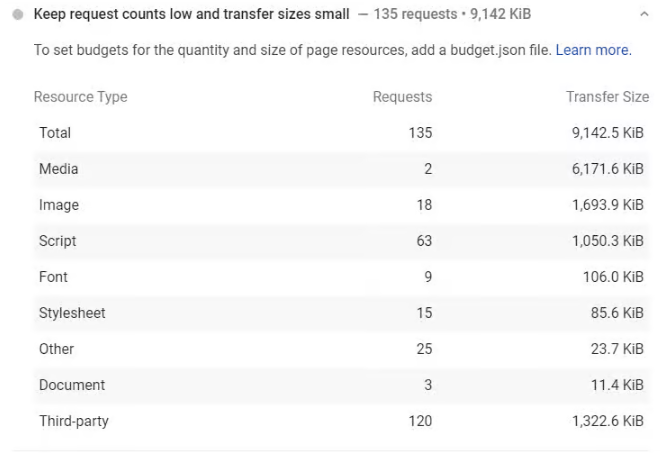 Keep request counts low and transfer sizes small — 135 requests • 9,142 KiB
To set budgets for the quantity and size of page resources, add a budget.json file. Learn more.
Resource Type Requests Transfer Size
Total 135 9,142.5 KiB
Media 2 6,171.6 KiB
Image 18 1,693.9 KiB
Script 63 1,050.3 KiB
Font 9 106.0 KiB
Stylesheet 15 85.6 KiB
Other 25 23.7 KiB
Document 3 11.4 KiB
Third-party 120 1,322.6 KiB